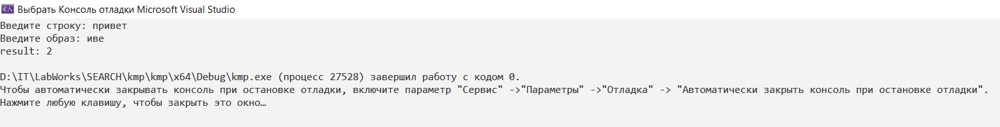 Выбрать Консоль отладки Microsoft Visual Studio
Введите строку: привет
Введите образ: иве
result: 2
D:\IT\LabWorks\SEARCH\kmp\kmp\x64\Debug\kmp.exe (процесс 27528) завершил работу с кодом 0.
Чтобы автоматически закрывать консоль при остановке отладки, включите параметр "Сервис" ->"Параметры" ->"Отладка" -> "Автоматически закрыть консоль при остановке отладки".
Нажмите любую клавишу, чтобы закрыть это окно…